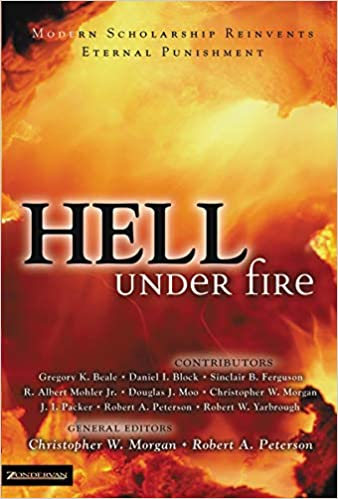 Modern Scholarship Reinvents
Eternal Punishment
HELL
UNDER FIRE
CONTRIBUTORS
Gregory K. Beale • Daniel I. Block • Sinclair B. Ferguson
R. Albert Mohler Jr. • Douglas J. Moo • Christopher W. Morgan
J. I. Packer • Robert A. Peterson • Robert W. Yarbrough
GENERAL EDITORS
Christopher W. Morgan • Robert A. Peterson
ZONDERVAN